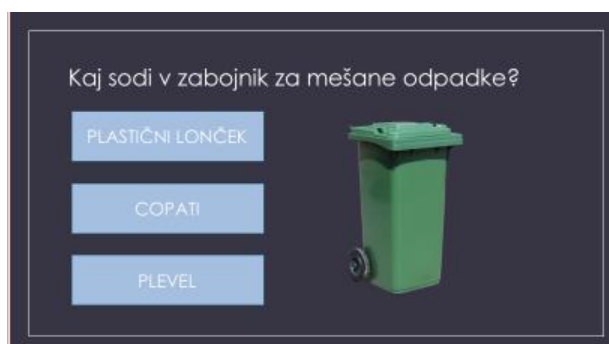 Kaj sodi v zabojnik za mešane odpadke?
PLASTIČNI LONČEK
COPATI
PLEVEL